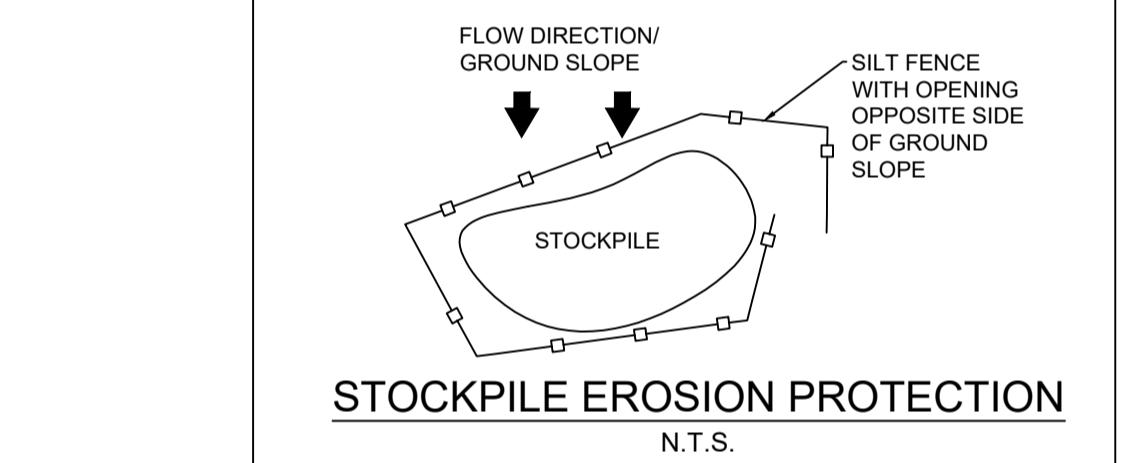 FLOW DIRECTION/
GROUND SLOPE
SILT FENCE
WITH OPENING
OPPOSITE SIDE
OF GROUND
SLOPE
STOCKPILE
STOCKPILE EROSION PROTECTION
N.T.S.